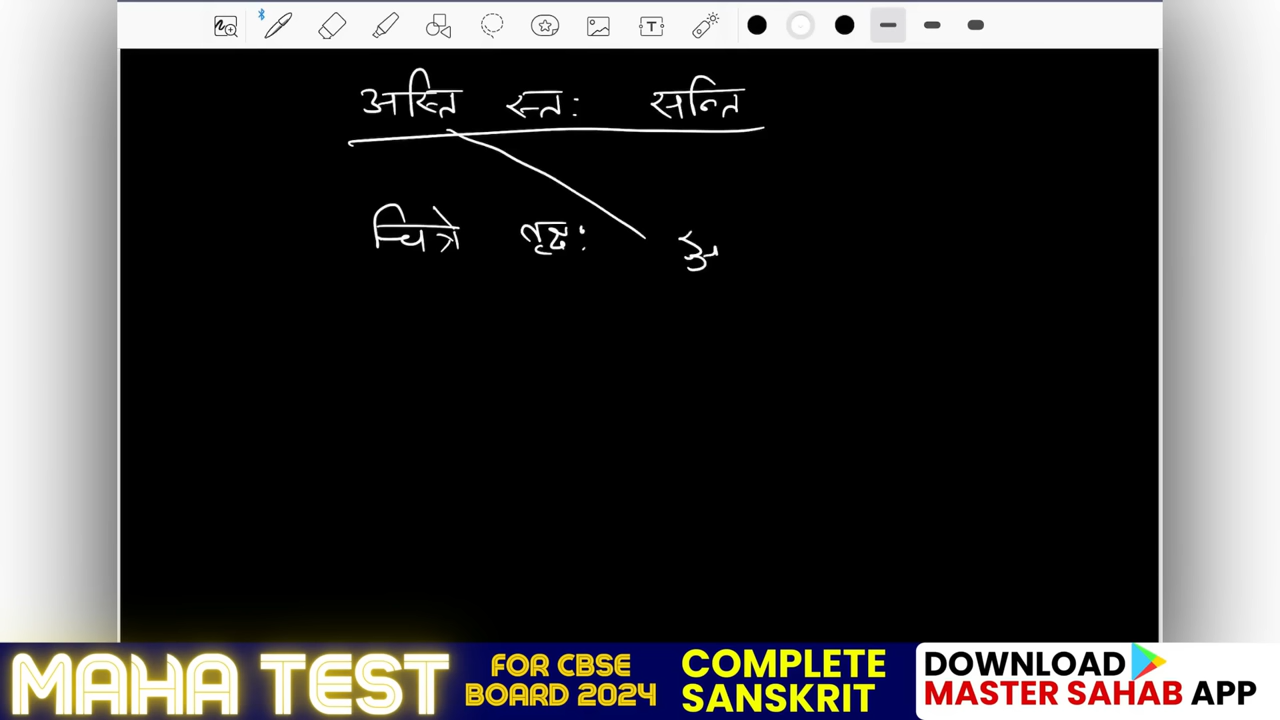 अस्ति स्तः सन्ति
चित्रे
MAHA TEST
FOR CBSE
BOARD 2024
COMPLETE
SANSKRIT
DOWNLOAD
MASTER SAHAB APP